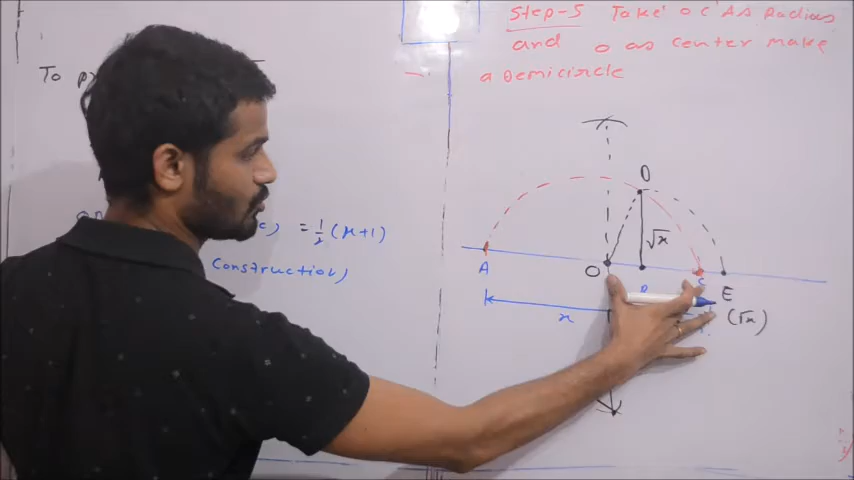 Step-5 Take 'OC' As Radius
and O as center make
a Semicircle
To
= 1/2 (x+1)
Construction)
D
√x
A
O
B
C
E
x
(√x)